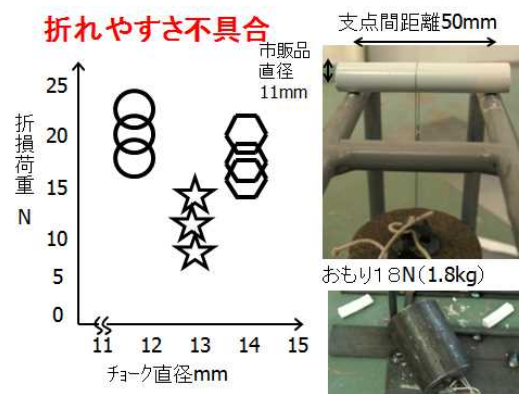 折れやすさ不具合
市販品
直径
11mm
支点間距離50mm
折損荷重
N
25
20
15
10
5
0
11
12
13
14
15
チョーク直径mm
おもり18N(1.8kg)